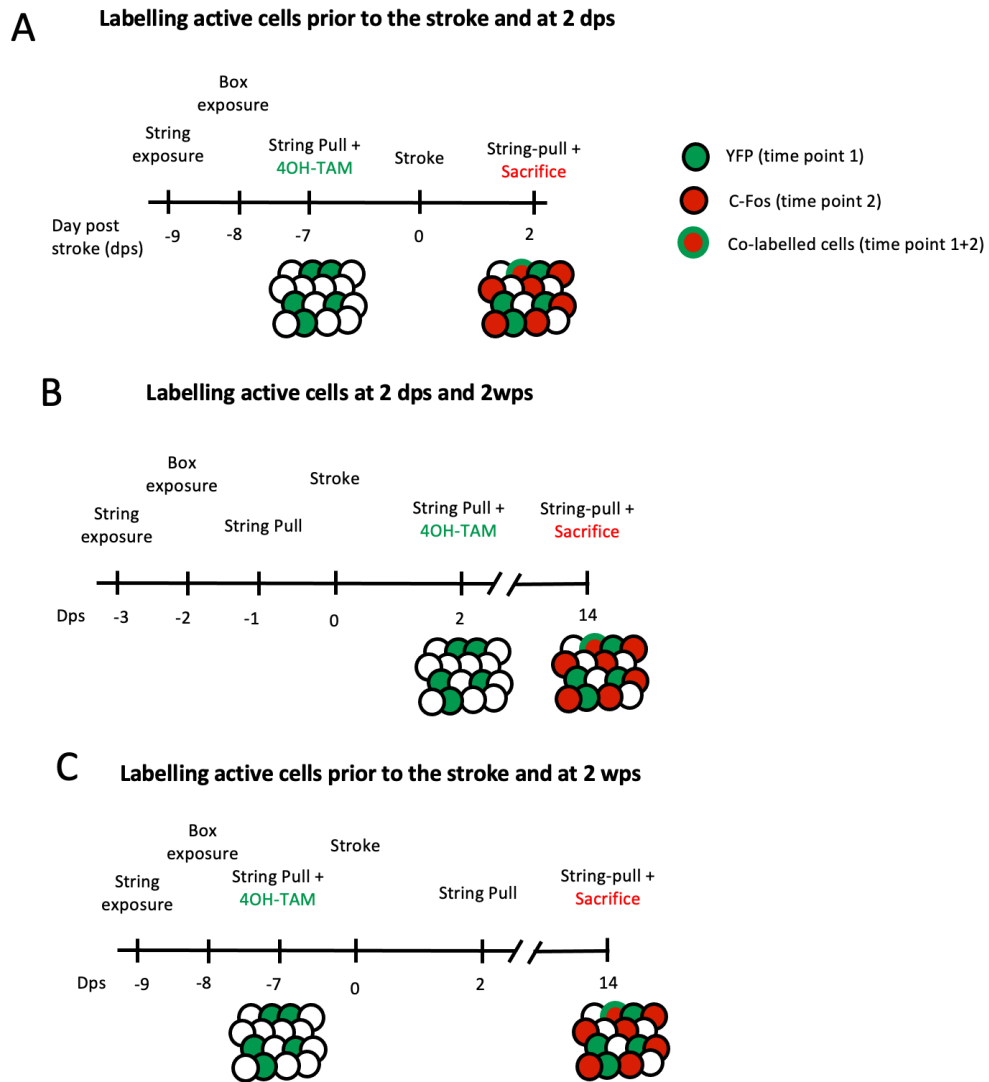 A
Labelling active cells prior to the stroke and at 2 dps
Box
exposure
String
exposure
String Pull +
4OH-TAM
Stroke
String-pull +
Sacrifice
Day post
stroke (dps)
-9
-8
-7
0
2
YFP (time point 1)
C-Fos (time point 2)
Co-labelled cells (time point 1+2)
B
Labelling active cells at 2 dps and 2wps
Box
exposure
Stroke
String
exposure
String Pull
String Pull +
4OH-TAM
String-pull +
Sacrifice
Dps
-3
-2
-1
0
2
14
C
Labelling active cells prior to the stroke and at 2 wps
Box
exposure
Stroke
String
exposure
String Pull +
4OH-TAM
String Pull
String-pull +
Sacrifice
Dps
-9
-8
-7
0
2
14